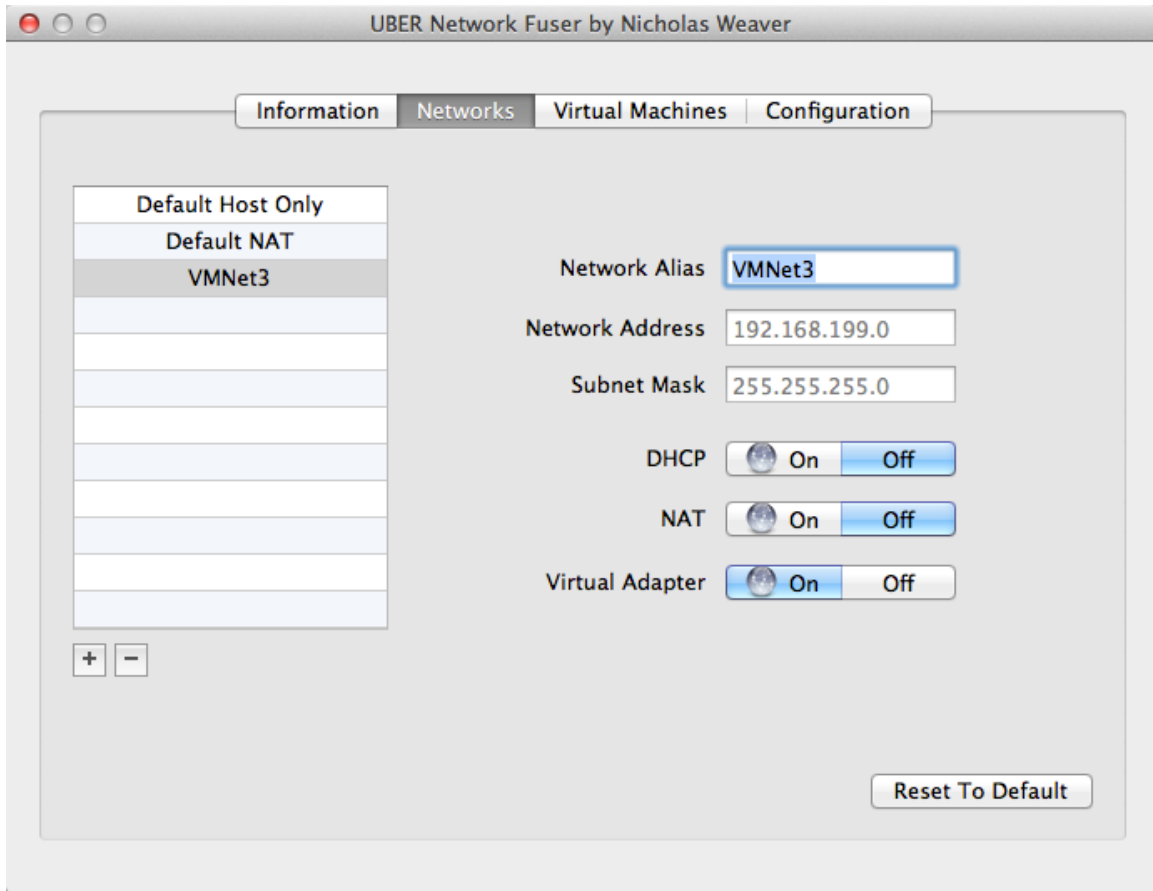 UBER Network Fuser by Nicholas Weaver
Information Networks Virtual Machines Configuration
Default Host Only
Default NAT
VMNet3
Network Alias VMNet3
Network Address 192.168.199.0
Subnet Mask 255.255.255.0
DHCP On Off
NAT On Off
Virtual Adapter On Off
+ −
Reset To Default